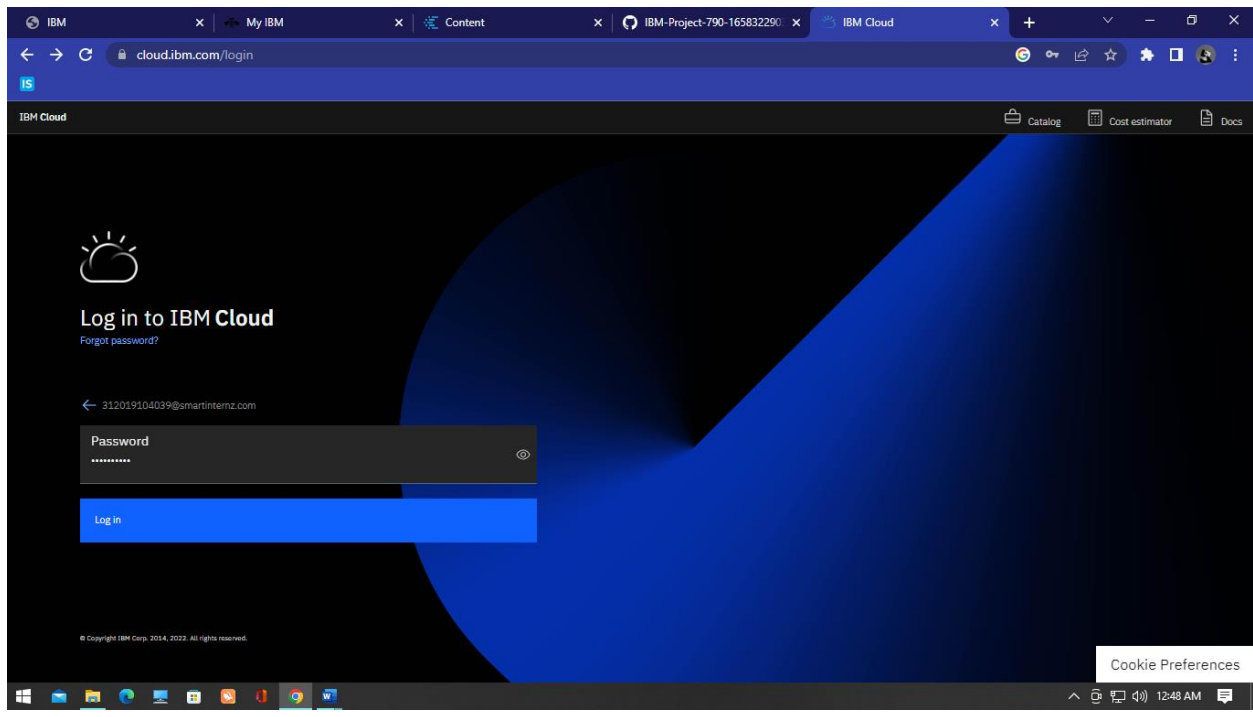 IBM
My IBM
Content
IBM-Project-790-165832290
IBM Cloud
cloud.ibm.com/login
IS
IBM Cloud
Catalog
Cost estimator
Docs
Log in to IBM Cloud
Forgot password?
312019104039@smartinternz.com
Password
••••••••••
Log in
© Copyright IBM Corp. 2014, 2022. All rights reserved.
Cookie Preferences
12:48 AM